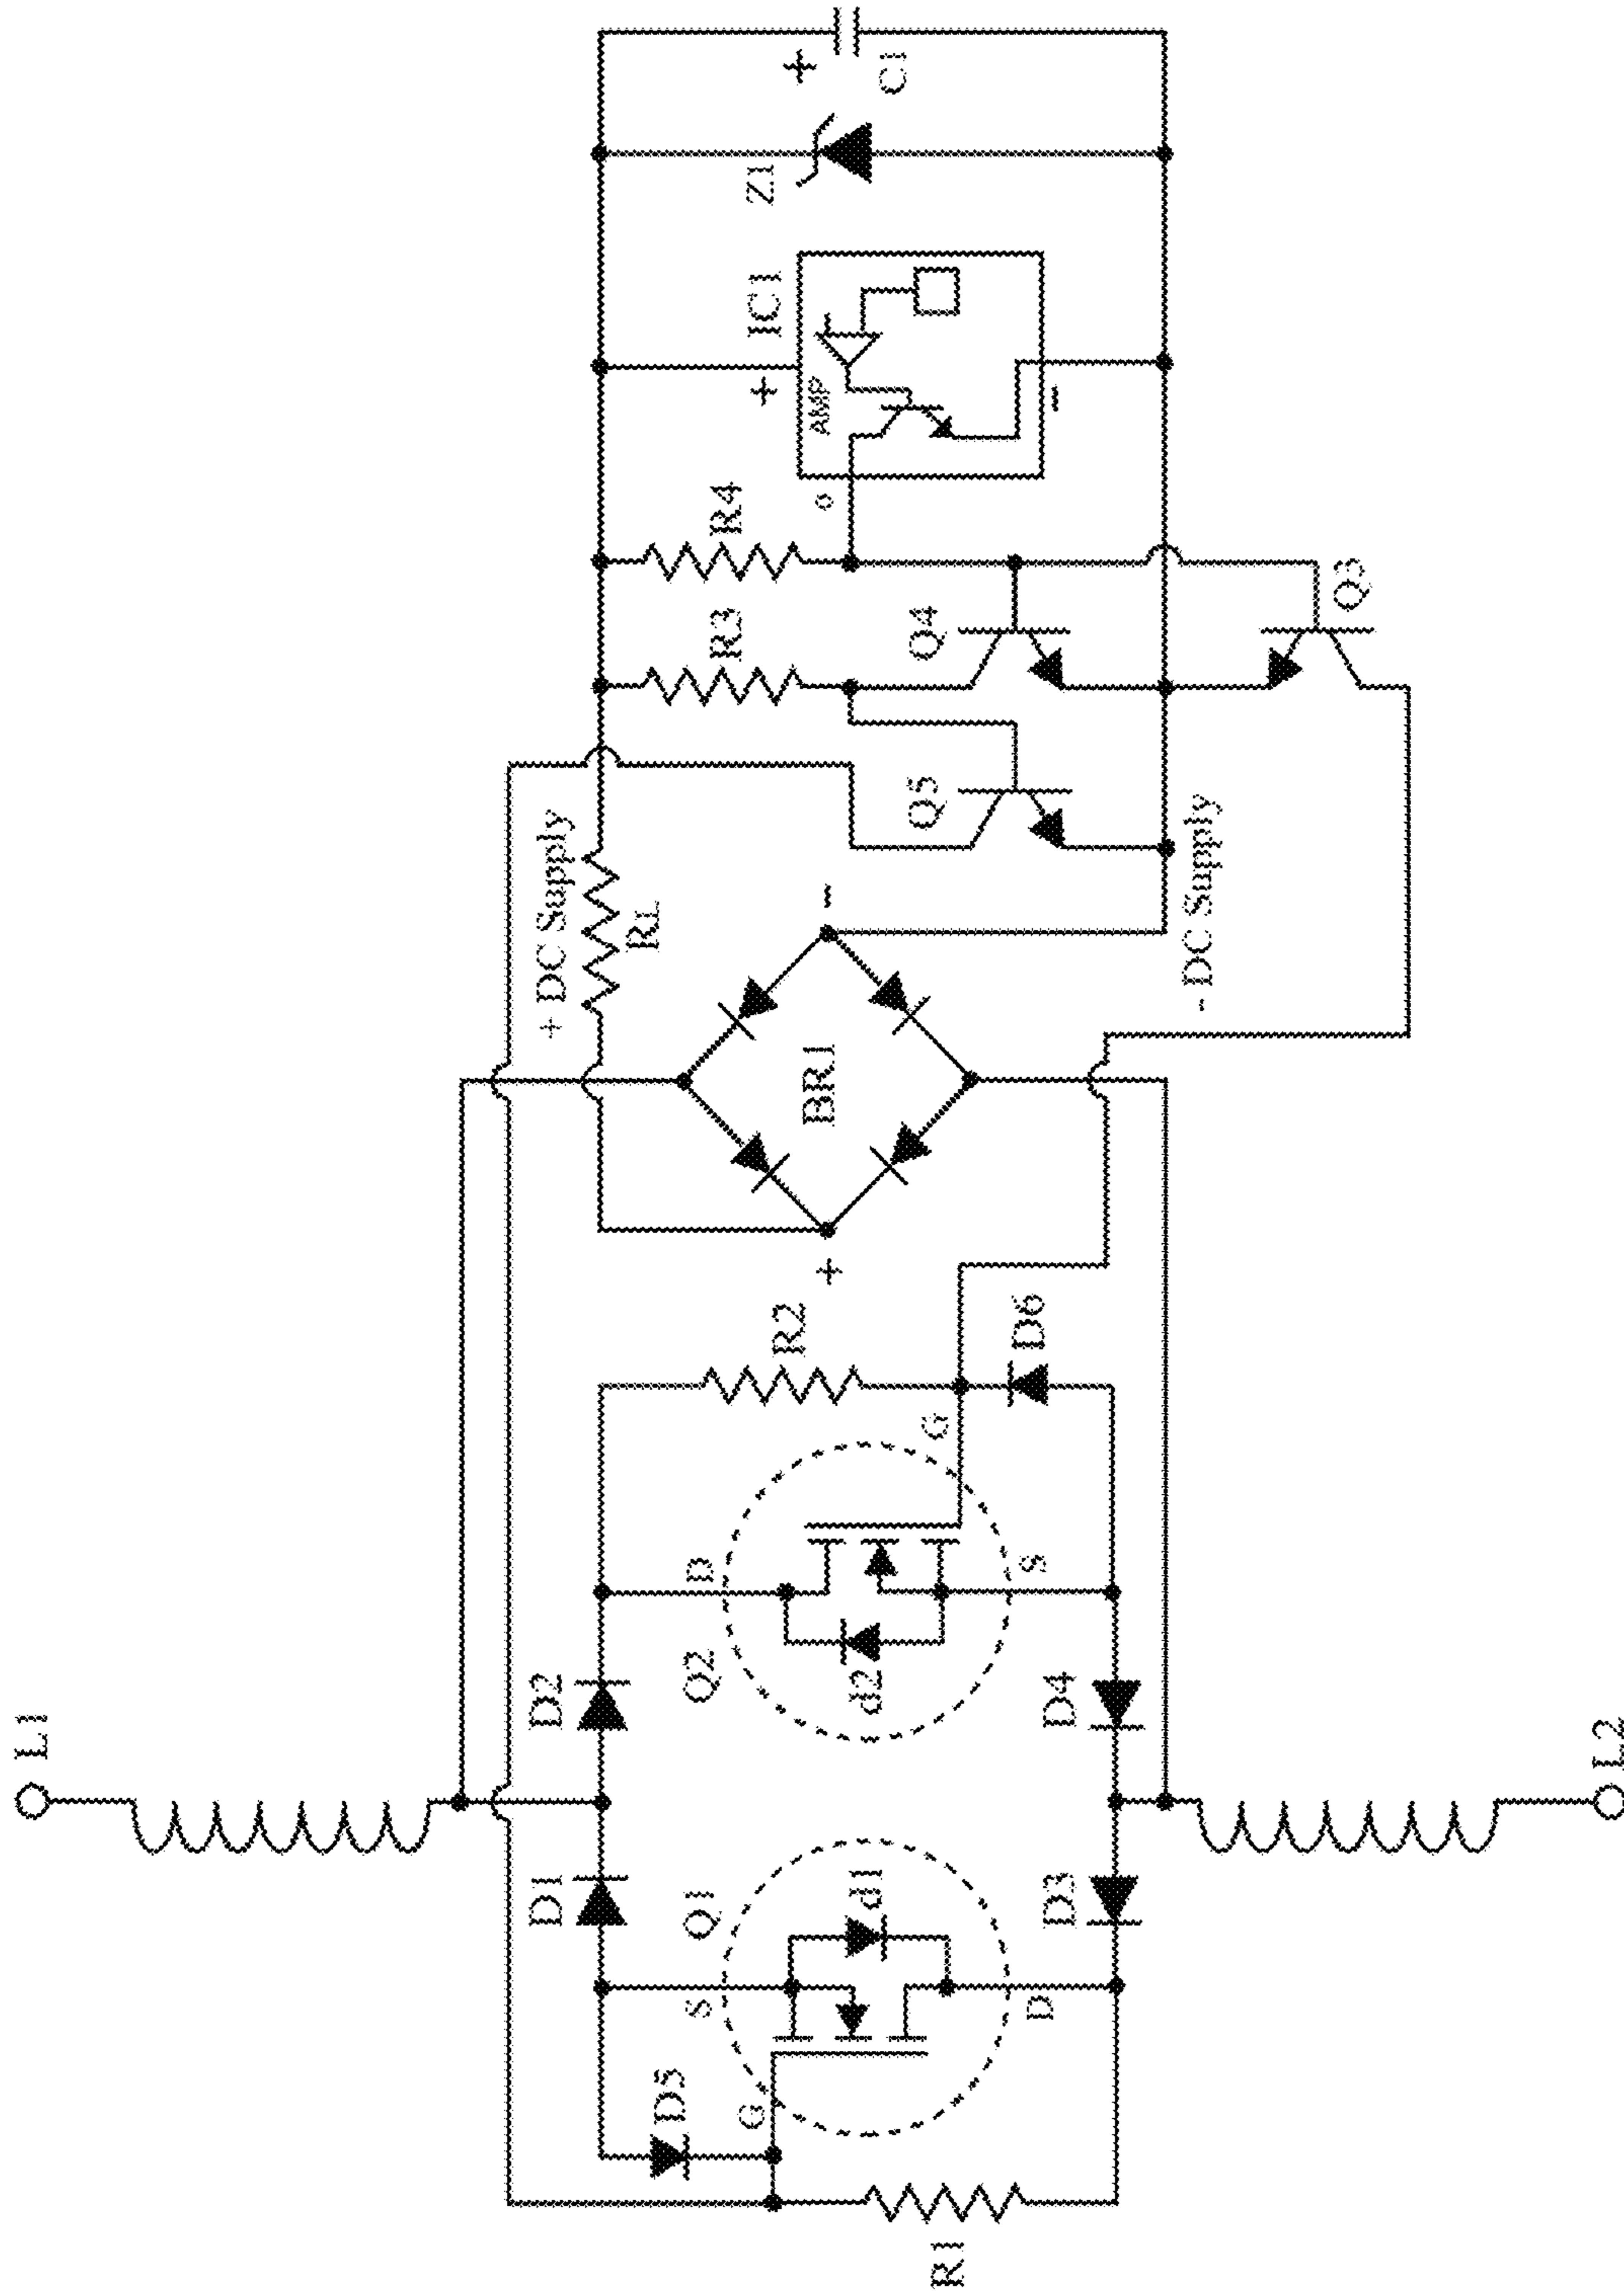 L1
L2
D1
D2
D3
D4
D5
D6
Q1
S
G
D
d1
Q2
D
G
S
d2
R1
R2
+
BR1
-
+ DC Supply
RL
- DC Supply
Q5
R3
R4
Q4
Q3
o
AMP
+
IC1
-
Z1
+
C1